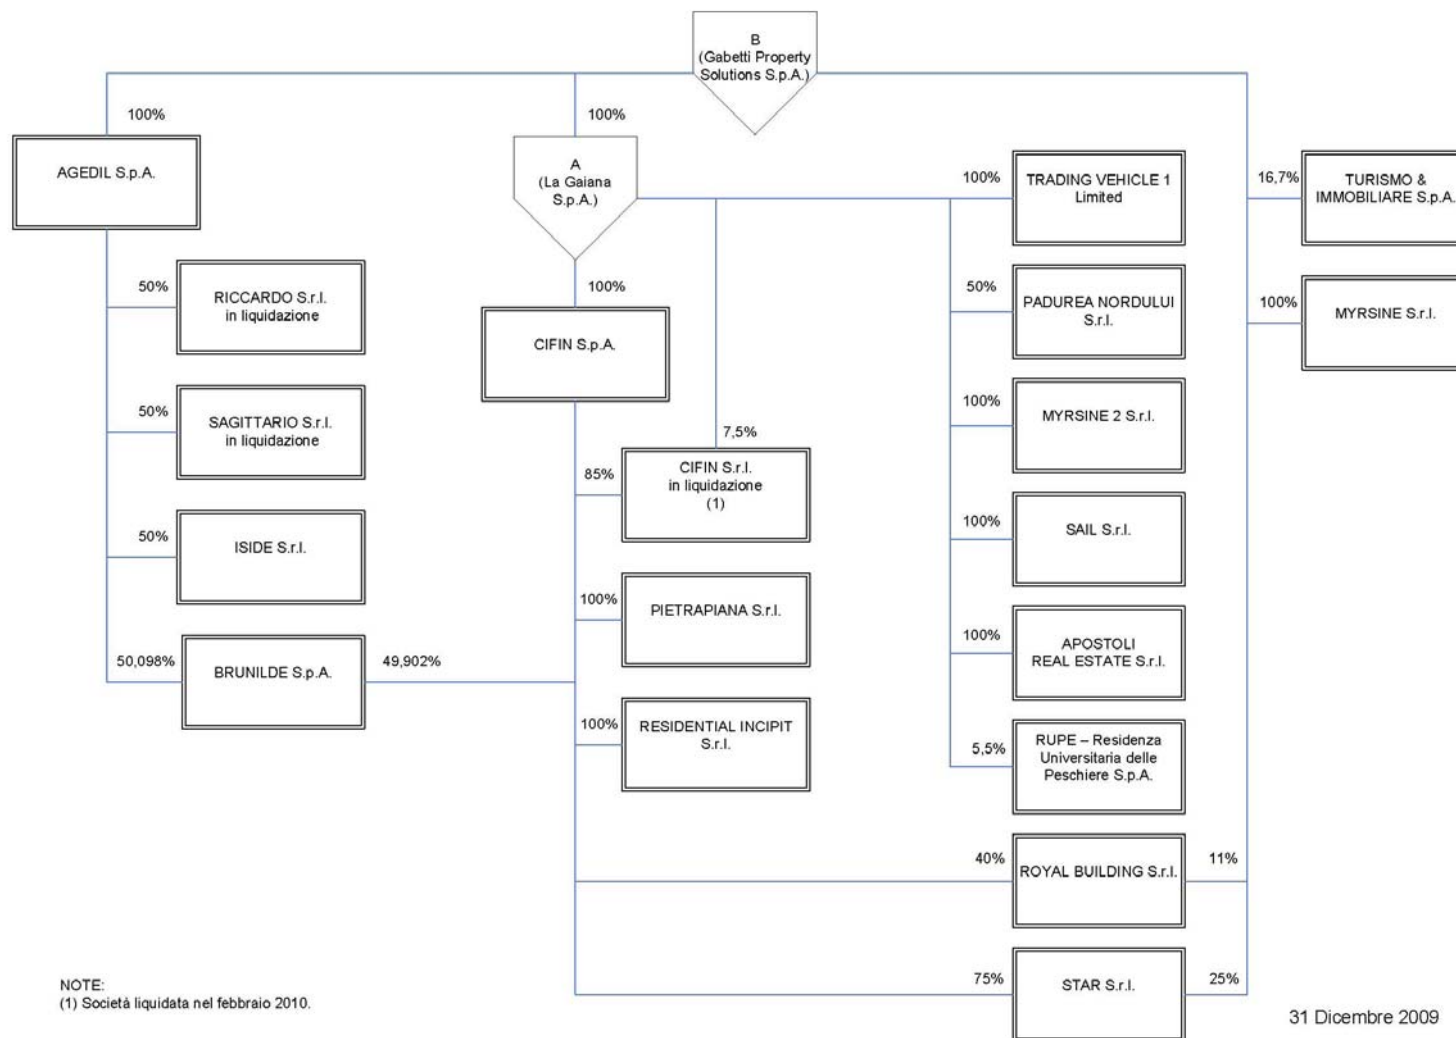 B
(Gabetti Property
Solutions S.p.A.)
100%
100%
AGEDIL S.p.A.
A
(La Gaiana
S.p.A.)
100%
TRADING VEHICLE 1
Limited
16,7%
TURISMO &
IMMOBILIARE S.p.A.
50%
RICCARDO S.r.l.
in liquidazione
100%
CIFIN S.p.A.
50%
PADUREA NORDULUI
S.r.l.
100%
MYRSINE S.r.l.
50%
SAGITTARIO S.r.l.
in liquidazione
7,5%
85%
CIFIN S.r.l.
in liquidazione
(1)
100%
MYRSINE 2 S.r.l.
50%
ISIDE S.r.l.
100%
SAIL S.r.l.
100%
PIETRAPIANA S.r.l.
100%
APOSTOLI
REAL ESTATE S.r.l.
50,098%
BRUNILDE S.p.A.
49,902%
100%
RESIDENTIAL INCIPIT
S.r.l.
5,5%
RUPE – Residenza
Universitaria delle
Peschiere S.p.A.
40%
ROYAL BUILDING S.r.l.
11%
75%
STAR S.r.l.
25%
NOTE:
(1) Società liquidata nel febbraio 2010.
31 Dicembre 2009